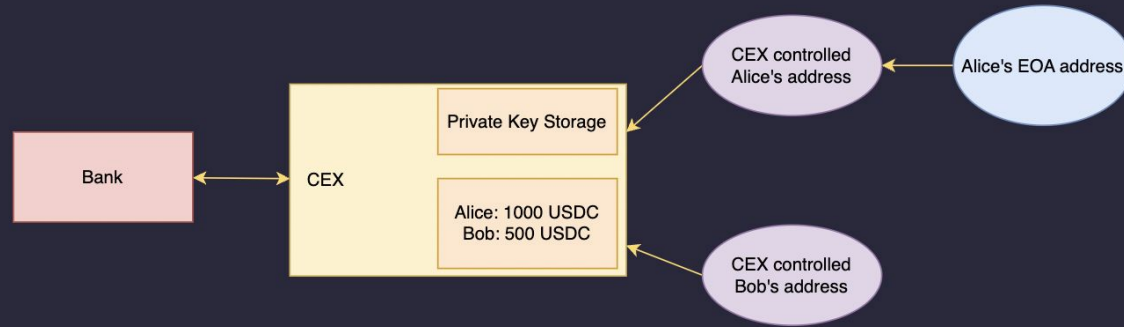 Bank
CEX
Private Key Storage
Alice: 1000 USDC
Bob: 500 USDC
CEX controlled
Alice's address
Alice's EOA address
CEX controlled
Bob's address